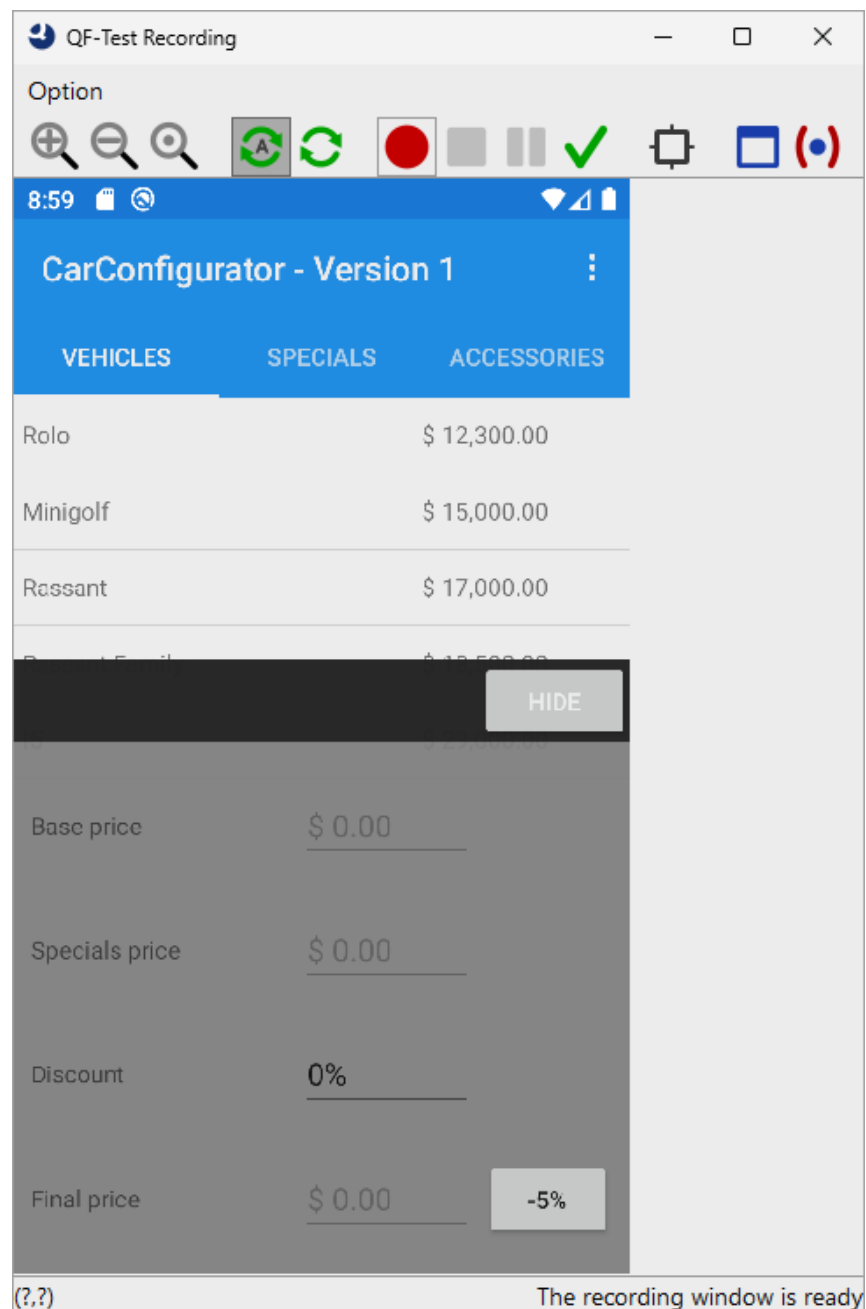 QF-Test Recording
Option
A
8:59
CarConfigurator - Version 1
VEHICLES SPECIALS ACCESSORIES
Rolo $ 12,300.00
Minigolf $ 15,000.00
Rassant $ 17,000.00
HIDE
Base price $ 0.00
Specials price $ 0.00
Discount 0%
Final price $ 0.00 -5%
(?,?) The recording window is ready